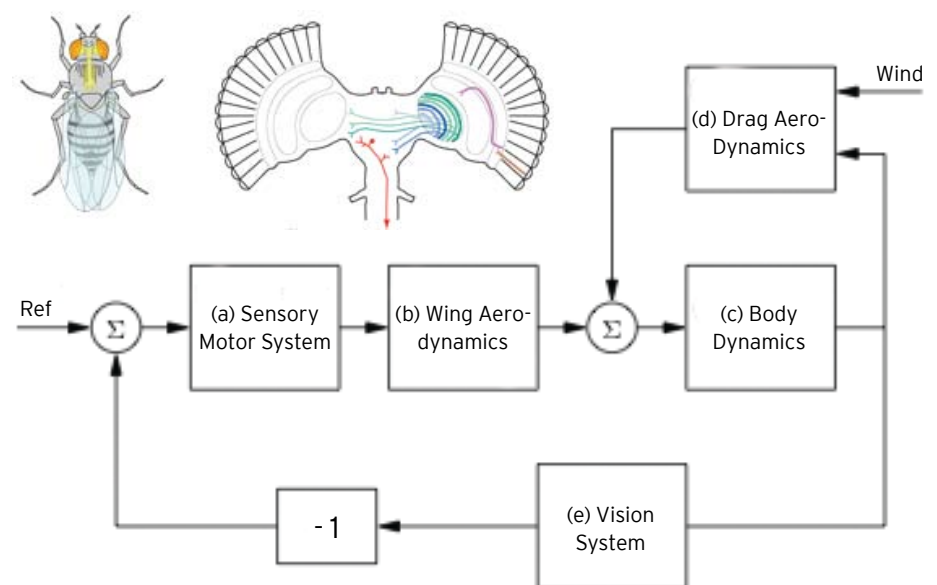 Wind
(d) Drag Aero-
Dynamics
Ref
Σ
(a) Sensory
Motor System
(b) Wing Aero-
dynamics
Σ
(c) Body
Dynamics
-1
(e) Vision
System